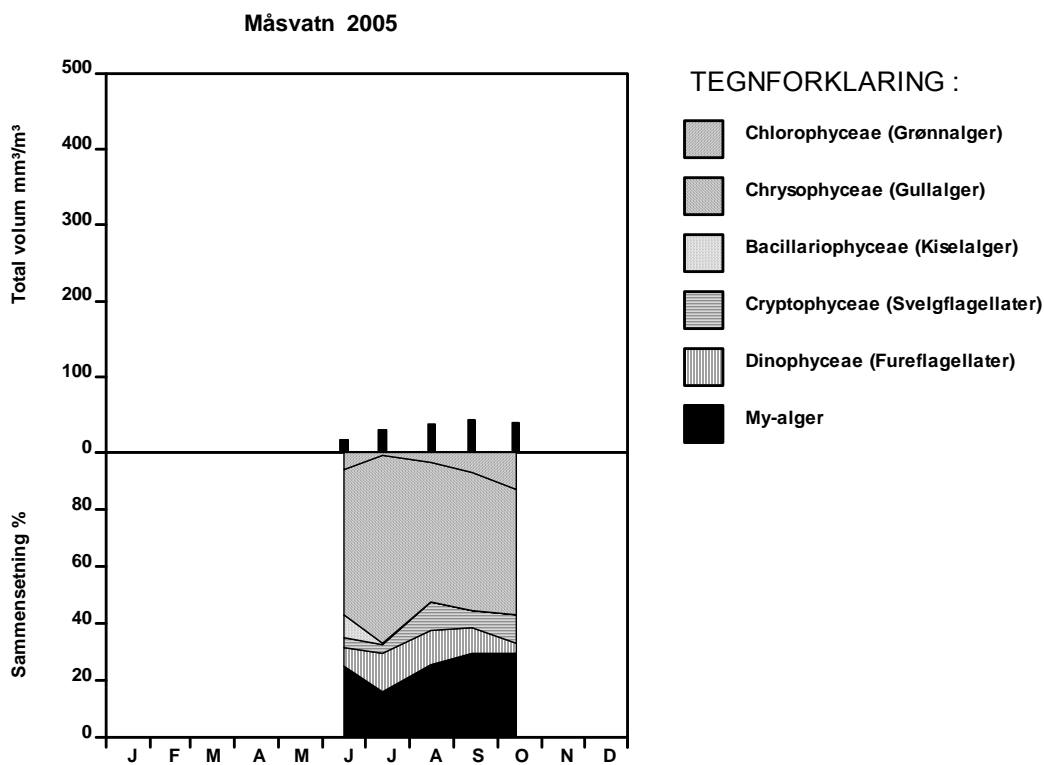 Måsvatn 2005
Total volum mm³/m³
500
400
300
200
100
0
Sammensetning %
80
60
40
20
0
J F M A M J J A S O N D
TEGNFORKLARING :
Chlorophyceae (Grønnalger)
Chrysophyceae (Gullalger)
Bacillariophyceae (Kiselalger)
Cryptophyceae (Svelgflagellater)
Dinophyceae (Fureflagellater)
My-alger